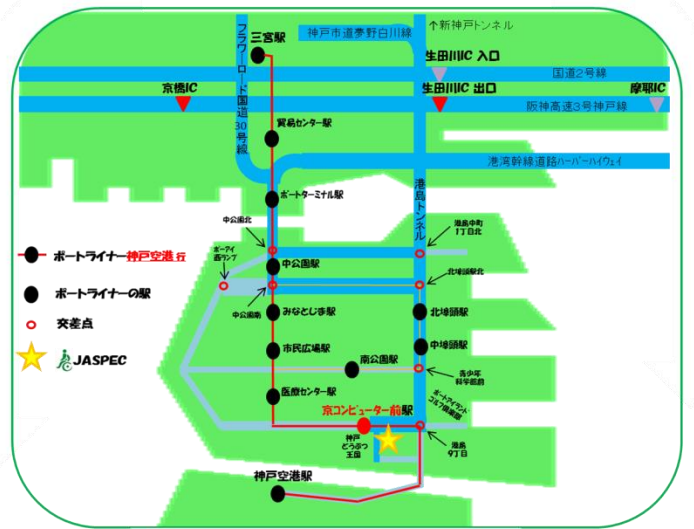 三宮駅
神戸市道夢野白川線
↑新神戸トンネル
フラワーロード国道30号線
生田川IC 入口
国道2号線
京橋IC
生田川IC 出口
摩耶IC
阪神高速3号神戸線
貿易センター駅
港湾幹線道路ハーバーハイウェイ
港島トンネル
ポートターミナル駅
中公園北
港島中町
1丁目北
ポーアイ
西ランプ
中公園駅
北埠頭駅北
ポートライナー神戸空港行
ポートライナーの駅
交差点
JASPEC
中公園南
みなとじま駅
北埠頭駅
市民広場駅
中埠頭駅
南公園駅
青少年
科学館前
医療センター駅
ポートアイランド
ゴルフ倶楽部
京コンピューター前駅
神戸
どうぶつ
王国
港島
9丁目
神戸空港駅